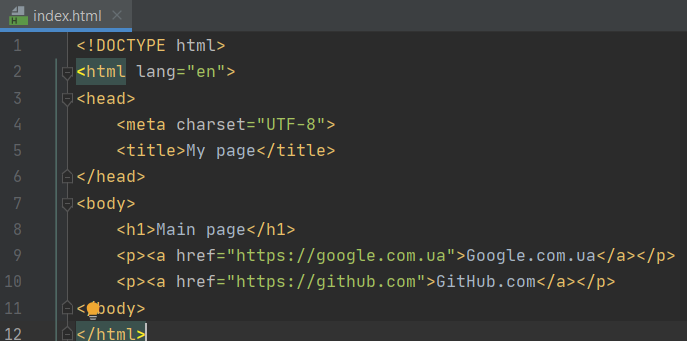 index.html
1 <!DOCTYPE html>
2 <html lang="en">
3 <head>
4 <meta charset="UTF-8">
5 <title>My page</title>
6 </head>
7 <body>
8 <h1>Main page</h1>
9 <p><a href="https://google.com.ua">Google.com.ua</a></p>
10 <p><a href="https://github.com">GitHub.com</a></p>
11 < body>
12 </html>